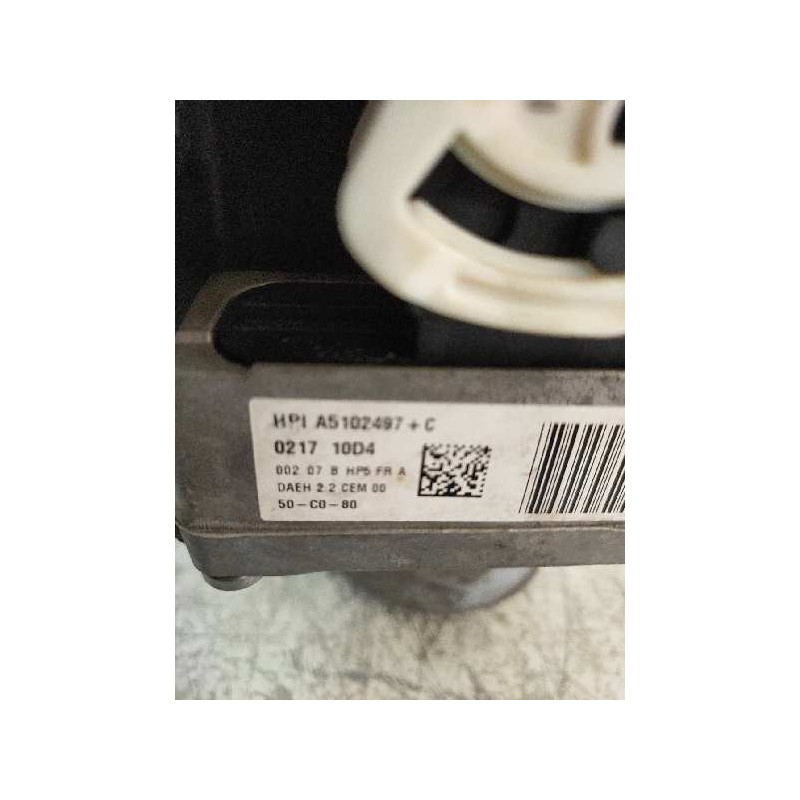 HPI A5102497 + C
0217 10D4
002 07 B HP5 FR A
DAEH 2.2 CEM 00
50-C0-80